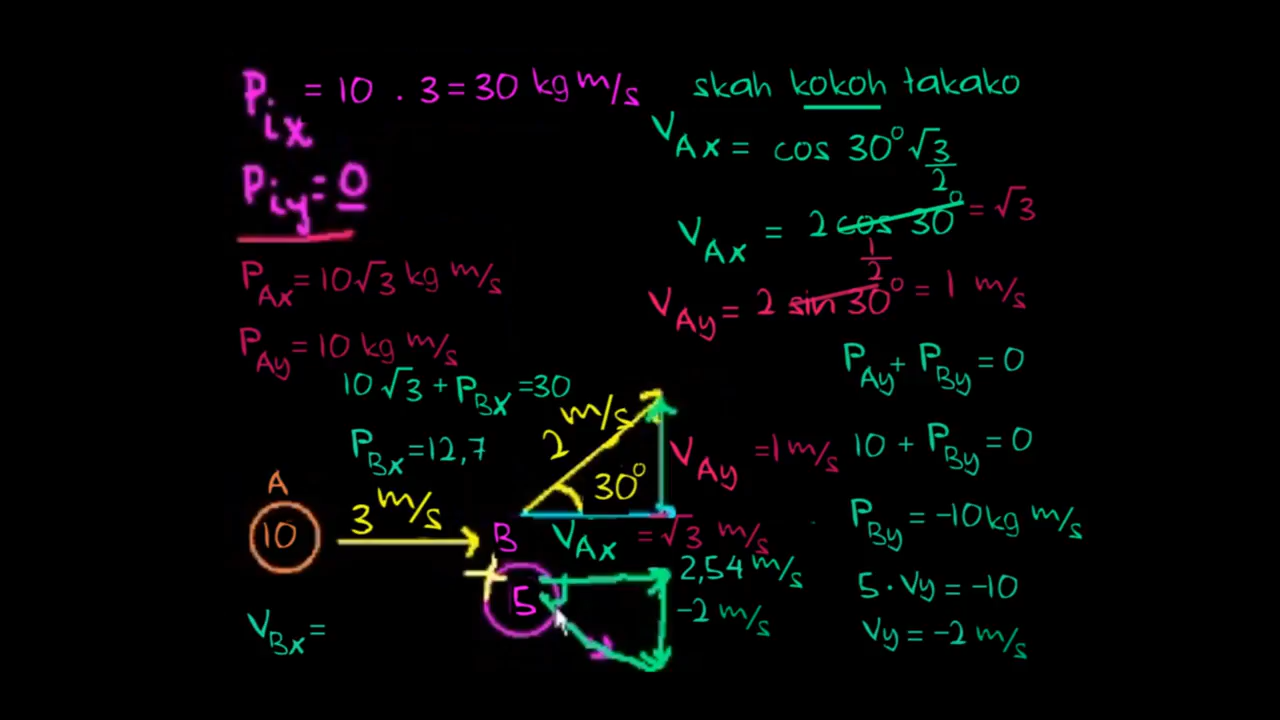 P_ix = 10 . 3 = 30 kg m/s
P_iy = 0
P_Ax = 10√3 kg m/s
P_Ay = 10 kg m/s
10√3 + P_Bx = 30
P_Bx = 12,7
A
10
3 m/s
V_Bx =
B
5
2 m/s
30°
V_Ay = 1 m/s
V_Ax = √3 m/s
2,54 m/s
-2 m/s
skah kokoh takako
V_Ax = cos 30° √3/2
V_Ax = 2 cos 30° = √3
V_Ay = 2 sin 30° 1/2 = 1 m/s
P_Ay + P_By = 0
10 + P_By = 0
P_By = -10 kg m/s
5 . Vy = -10
Vy = -2 m/s